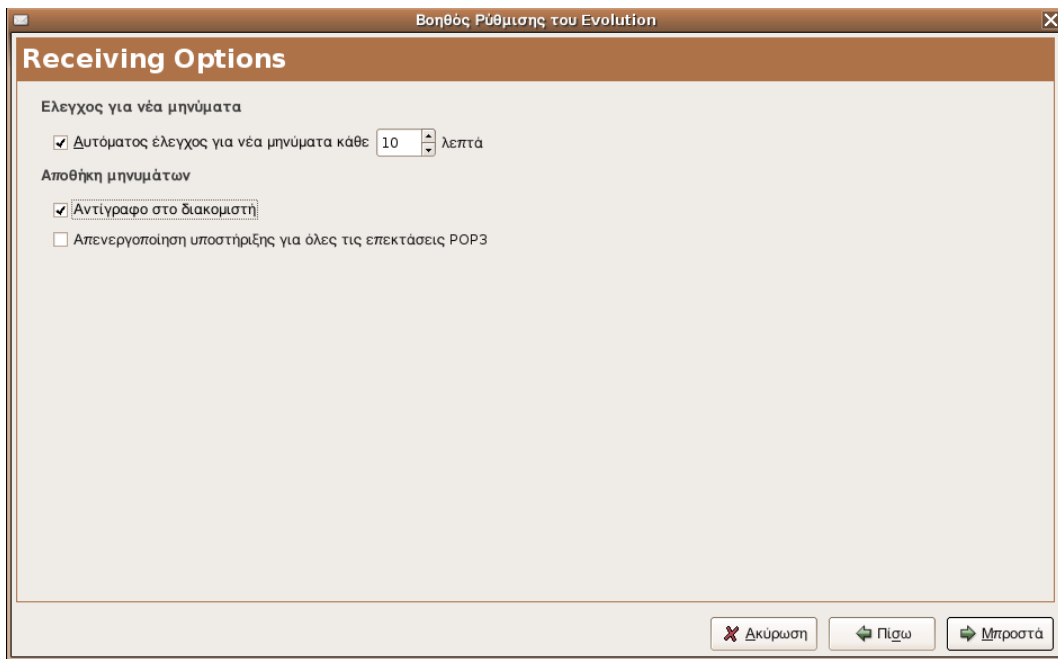 Βοηθός Ρύθμισης του Evolution
Receiving Options
Ελεγχος για νέα μηνύματα
Αυτόματος έλεγχος για νέα μηνύματα κάθε 10 λεπτά
Αποθήκη μηνυμάτων
Αντίγραφο στο διακομιστή
Απενεργοποίηση υποστήριξης για όλες τις επεκτάσεις POP3
Ακύρωση Πίσω Μπροστά